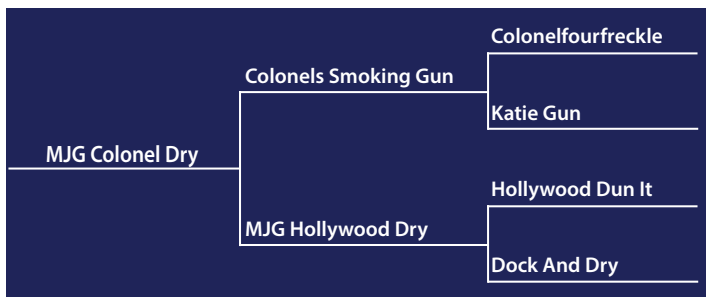 Colonelfourfreckle
Colonels Smoking Gun
Katie Gun
MJG Colonel Dry
Hollywood Dun It
MJG Hollywood Dry
Dock And Dry